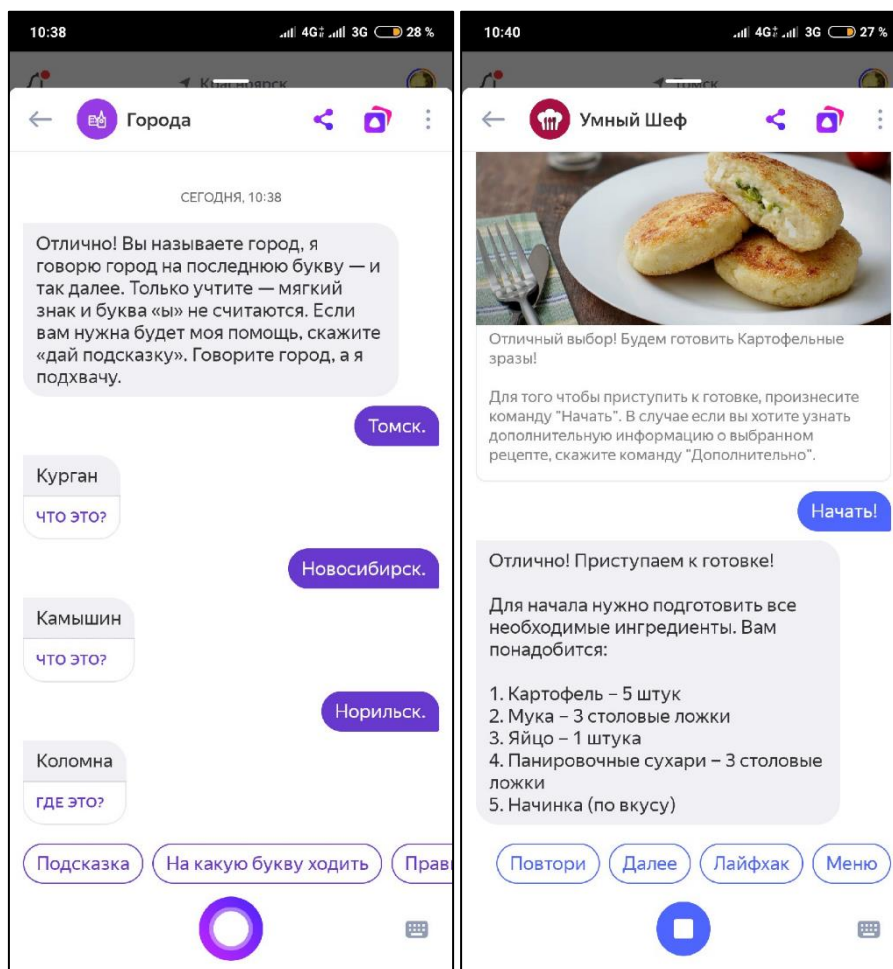 10:38
4G 3G 28 %
Красноярск
Города
СЕГОДНЯ, 10:38
Отлично! Вы называете город, я
говорю город на последнюю букву — и
так далее. Только учтите — мягкий
знак и буква «ы» не считаются. Если
вам нужна будет моя помощь, скажите
«дай подсказку». Говорите город, а я
подхвачу.
Томск.
Курган
ЧТО ЭТО?
Новосибирск.
Камышин
ЧТО ЭТО?
Норильск.
Коломна
ГДЕ ЭТО?
Подсказка
На какую букву ходить
Прав
10:40
4G 3G 27 %
Томск
Умный Шеф
Отличный выбор! Будем готовить Картофельные
зразы!
Для того чтобы приступить к готовке, произнесите
команду "Начать". В случае если вы хотите узнать
дополнительную информацию о выбранном
рецепте, скажите команду "Дополнительно".
Начать!
Отлично! Приступаем к готовке!
Для начала нужно подготовить все
необходимые ингредиенты. Вам
понадобится:
1. Картофель – 5 штук
2. Мука – 3 столовые ложки
3. Яйцо – 1 штука
4. Панировочные сухари – 3 столовые
ложки
5. Начинка (по вкусу)
Повтори
Далее
Лайфхак
Меню